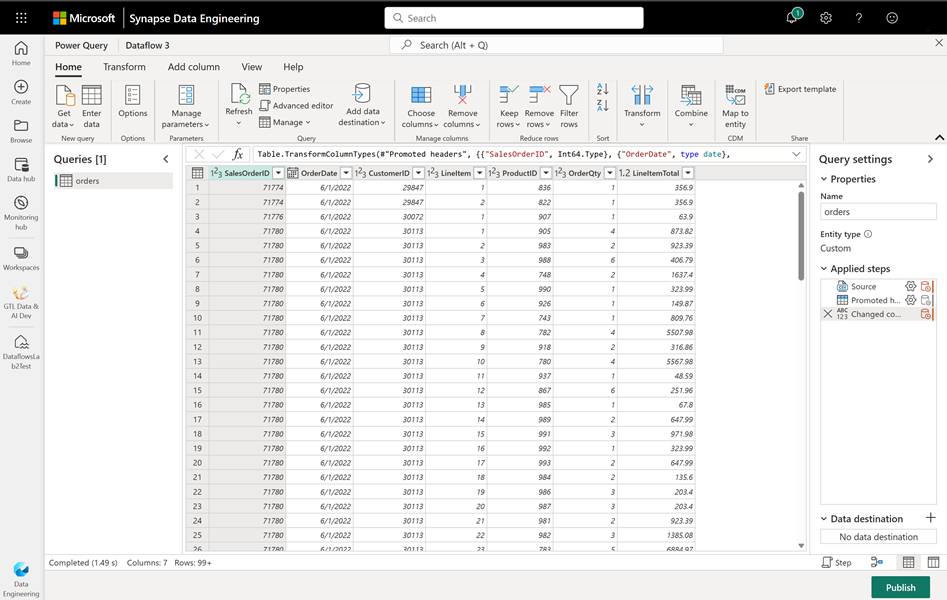 Microsoft Synapse Data Engineering Search 1
Power Query Dataflow 3 Search (Alt + Q)
Home Transform Add column View Help
Get data Enter data
New query
Options
Options
Manage parameters
Parameters
Refresh
Properties
Advanced editor
Manage
Add data destination
Query
Choose columns Remove columns
Manage columns
Keep rows Remove rows Filter rows
Reduce rows
A Z
Z A
Sort
Transform
Combine
CDM
Map to entity
CDM
Export template
Share
Home
Create
Browse
Data hub
Monitoring hub
Workspaces
GTL Data & AI Dev
DataflowsLa
b2Test
Data Engineering
Queries [1]
orders
fx Table.TransformColumnTypes(#"Promoted headers", {{"SalesOrderID", Int64.Type}, {"OrderDate", type date},
123 SalesOrderID OrderDate 123 CustomerID 123 LineItem 123 ProductID 123 OrderQty 1.2 LineItemTotal
1 71774 6/1/2022 29847 1 836 1 356.9
2 71774 6/1/2022 29847 2 822 1 356.9
3 71776 6/1/2022 30072 1 907 1 63.9
4 71780 6/1/2022 30113 1 905 4 873.82
5 71780 6/1/2022 30113 2 983 2 923.39
6 71780 6/1/2022 30113 3 988 6 406.79
7 71780 6/1/2022 30113 4 748 2 1637.4
8 71780 6/1/2022 30113 5 990 1 323.99
9 71780 6/1/2022 30113 6 926 1 149.87
10 71780 6/1/2022 30113 7 743 1 809.76
11 71780 6/1/2022 30113 8 782 4 5507.98
12 71780 6/1/2022 30113 9 918 2 316.86
13 71780 6/1/2022 30113 10 780 4 5567.98
14 71780 6/1/2022 30113 11 937 1 48.59
15 71780 6/1/2022 30113 12 867 6 251.96
16 71780 6/1/2022 30113 13 985 1 67.8
17 71780 6/1/2022 30113 14 989 2 647.99
18 71780 6/1/2022 30113 15 991 3 971.98
19 71780 6/1/2022 30113 16 992 1 323.99
20 71780 6/1/2022 30113 17 993 2 647.99
21 71780 6/1/2022 30113 18 984 2 135.6
22 71780 6/1/2022 30113 19 986 3 203.4
23 71780 6/1/2022 30113 20 987 3 203.4
24 71780 6/1/2022 30113 21 981 2 923.39
25 71780 6/1/2022 30113 22 982 3 1385.08
26 71780 6/1/2022 30113 23 783 5 6884.97
Query settings
Properties
Name
orders
Entity type
Custom
Applied steps
Source
Promoted h...
ABC 123 Changed co...
Data destination
No data destination
Completed (1.49 s) Columns: 7 Rows: 99+ Step
Publish